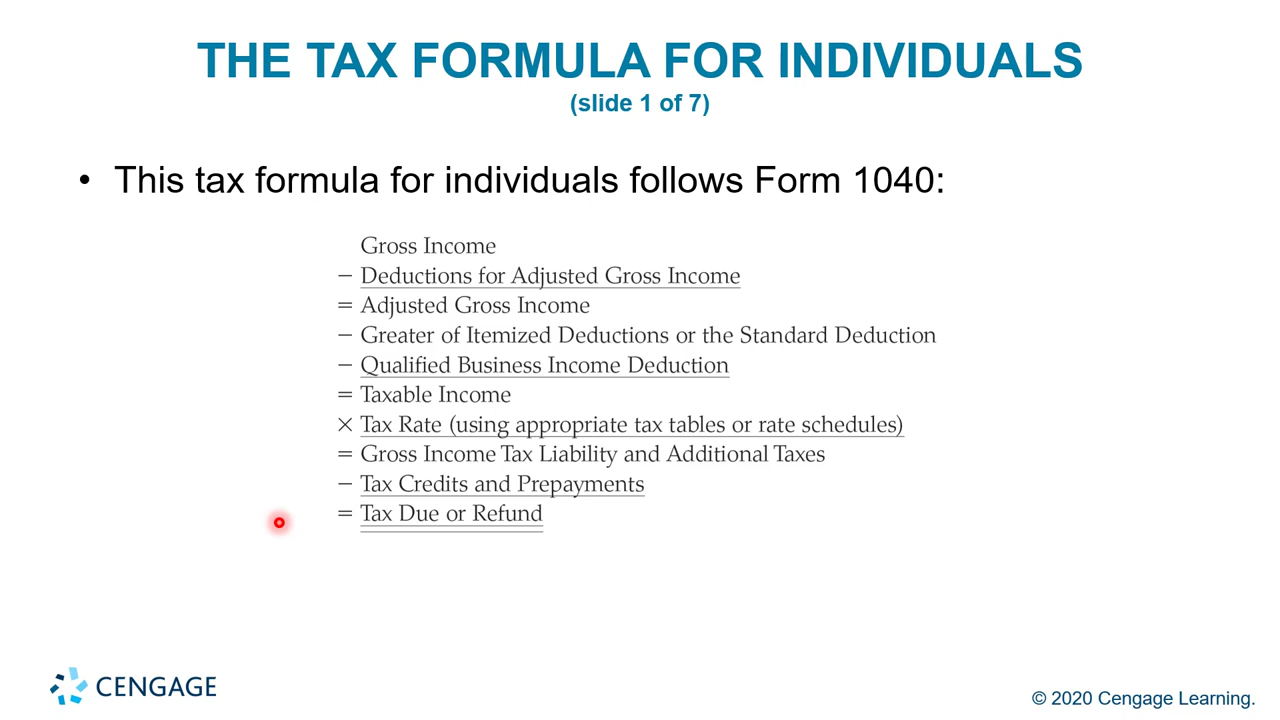 THE TAX FORMULA FOR INDIVIDUALS
(slide 1 of 7)
• This tax formula for individuals follows Form 1040:
Gross Income
− Deductions for Adjusted Gross Income
= Adjusted Gross Income
− Greater of Itemized Deductions or the Standard Deduction
− Qualified Business Income Deduction
= Taxable Income
× Tax Rate (using appropriate tax tables or rate schedules)
= Gross Income Tax Liability and Additional Taxes
− Tax Credits and Prepayments
= Tax Due or Refund
CENGAGE
© 2020 Cengage Learning.